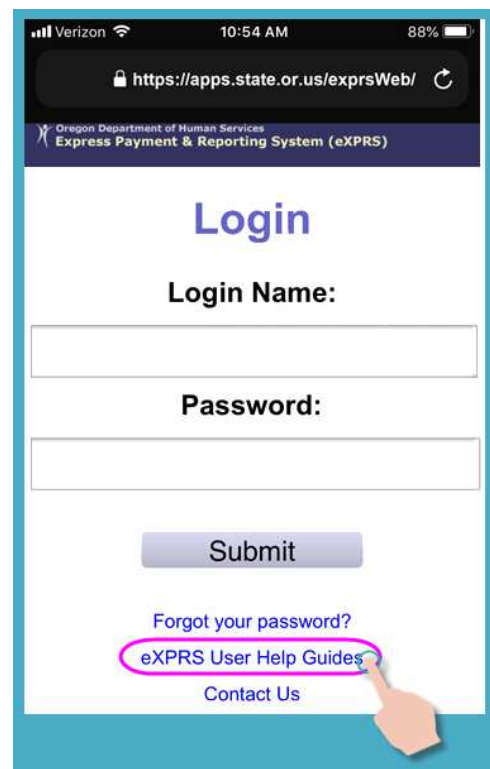 Verizon 10:54 AM 88%
https://apps.state.or.us/exprsWeb/
Oregon Department of Human Services
Express Payment & Reporting System (eXPRS)
Login
Login Name:
Password:
Submit
Forgot your password?
eXPRS User Help Guides
Contact Us